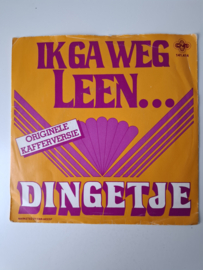 IK GA WEG
LEEN...
ORIGINELE
KAFFERVERSIE
DINGETJE